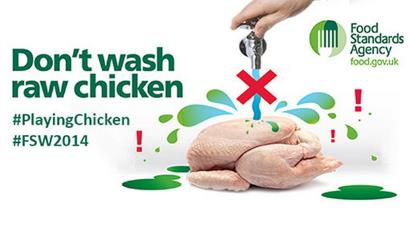 Don't wash
raw chicken
#PlayingChicken
#FSW2014
Food
Standards
Agency
food.gov.uk
!
!
!